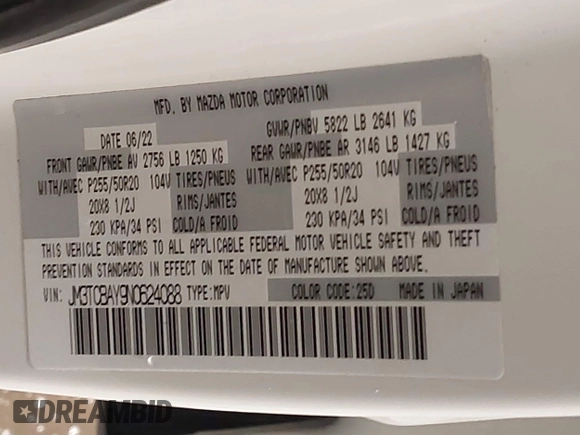 MFD. BY MAZDA MOTOR CORPORATION
DATE 06/22 GVWR/PNBV 5822 LB 2641 KG
FRONT GAWR/PNBE AV 2756 LB 1250 KG REAR GAWR/PNBE AR 3146 LB 1427 KG
WITH/AVEC P255/50R20 104V TIRES/PNEUS WITH/AVEC P255/50R20 104V TIRES/PNEUS
20X8 1/2J RIMS/JANTES 20X8 1/2J RIMS/JANTES
230 KPA/34 PSI COLD/A FROID 230 KPA/34 PSI COLD/A FROID
THIS VEHICLE CONFORMS TO ALL APPLICABLE FEDERAL MOTOR VEHICLE SAFETY AND THEFT
PREVENTION STANDARDS IN EFFECT ON THE DATE OF MANUFACTURE SHOWN ABOVE.
VIN: JM3TCBAY9N0624088 TYPE:MPV COLOR CODE:25D MADE IN JAPAN
DREAMBID